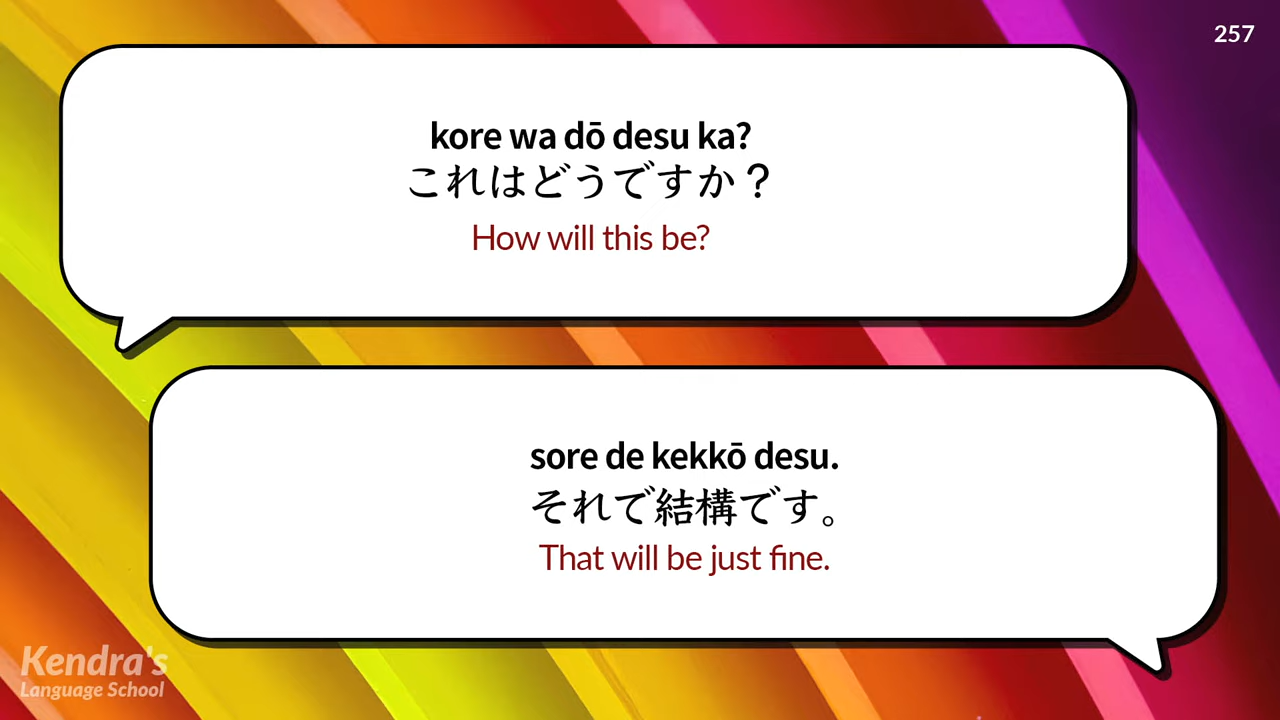 257
kore wa dō desu ka?
これはどうですか？
How will this be?
sore de kekkō desu.
それで結構です。
That will be just fine.
Kendra's
Language School